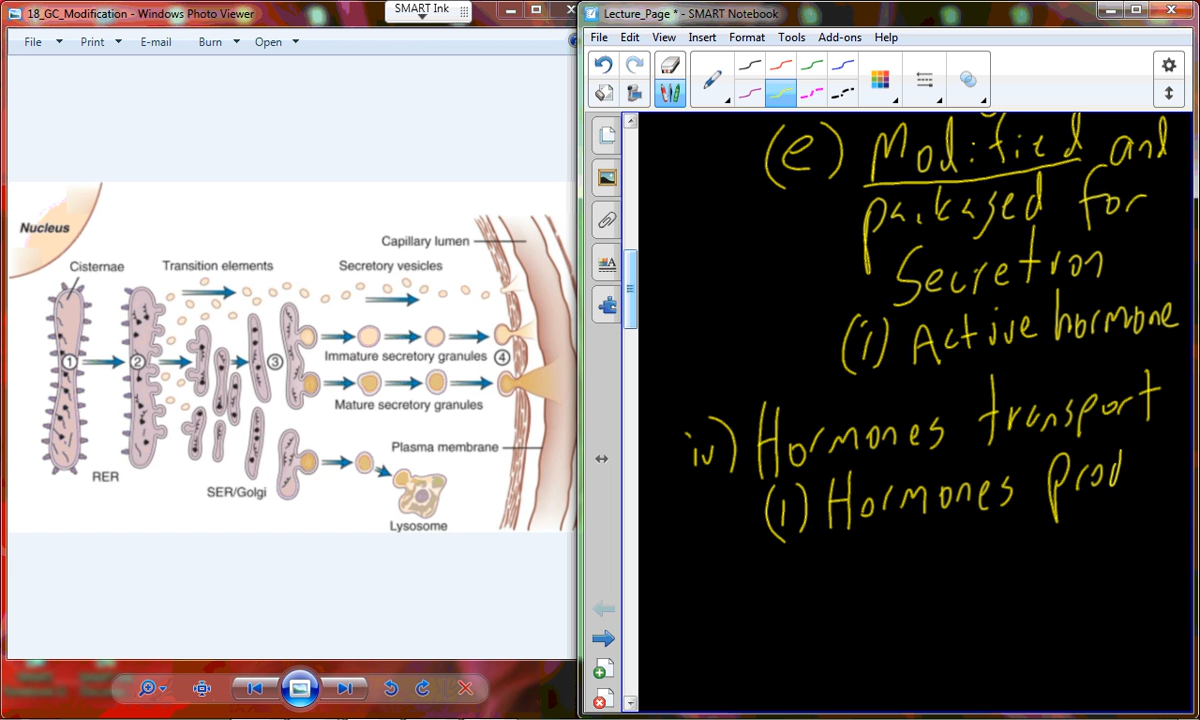 18_GC_Modification - Windows Photo Viewer
SMART Ink
File Print E-mail Burn Open
Nucleus
Cisternae
Transition elements
Secretory vesicles
Capillary lumen
1
2
3
4
Immature secretory granules
Mature secretory granules
Plasma membrane
RER
SER/Golgi
Lysosome
Lecture_Page * - SMART Notebook
File Edit View Insert Format Tools Add-ons Help
(e) Modified and
packaged for
Secretion
(i) Active hormone
iv) Hormones transport
(1) Hormones prod